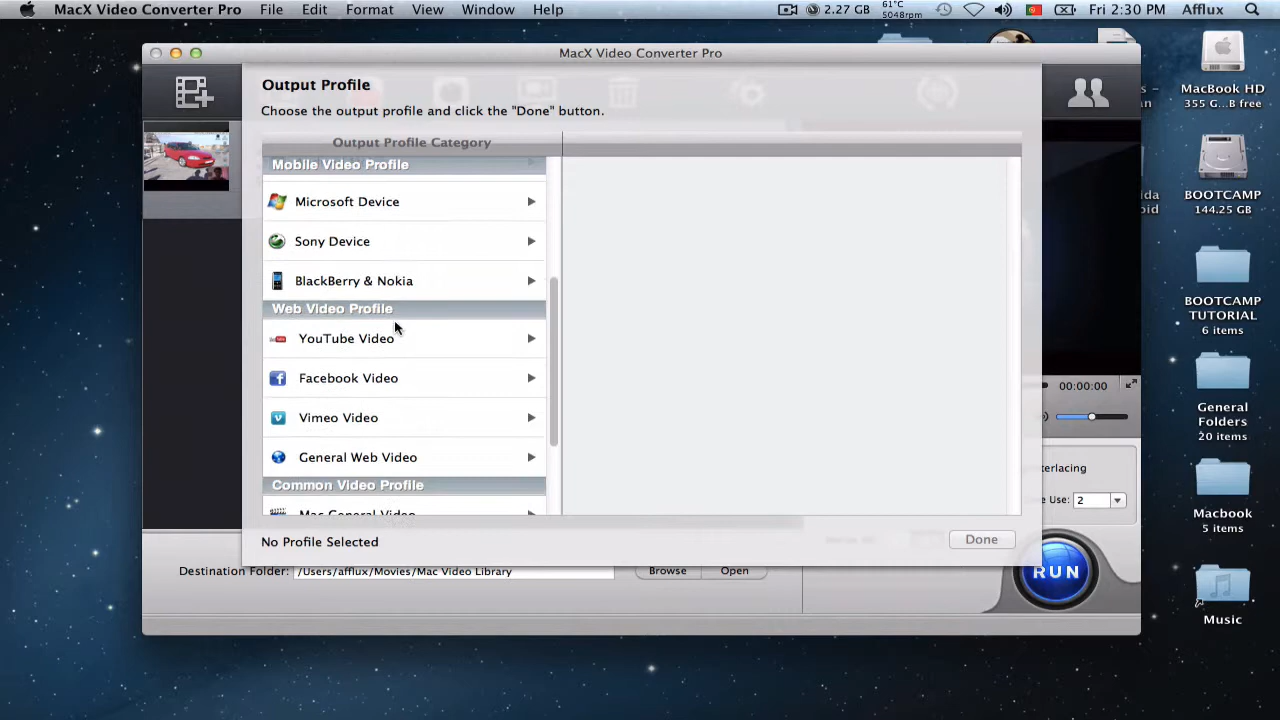 MacX Video Converter Pro File Edit Format View Window Help 2.27 GB 61°C 5048rpm Fri 2:30 PM Afflux
MacX Video Converter Pro
Output Profile
Choose the output profile and click the "Done" button.
Output Profile Category
Mobile Video Profile
Microsoft Device
Sony Device
BlackBerry & Nokia
Web Video Profile
YouTube Video
Facebook Video
Vimeo Video
General Web Video
Common Video Profile
Mac General Video
No Profile Selected
Done
00:00:00
nterlacing
e Use: 2
RUN
Destination Folder: /Users/afflux/Movies/Mac Video Library Browse Open
MacBook HD
355 G...B free
BOOTCAMP
144.25 GB
BOOTCAMP
TUTORIAL
6 items
General
Folders
20 items
Macbook
5 items
Music